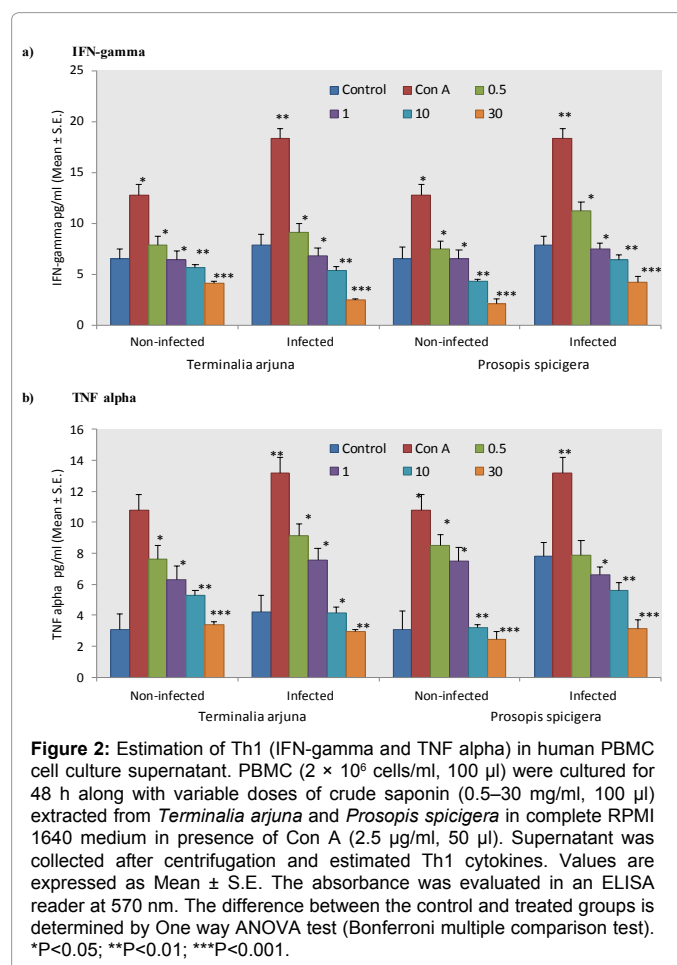 a) IFN-gamma
25
20
15
10
5
0
IFN-gamma pg/ml (Mean ± S.E.)
Control Con A 0.5
1 10 30
* * * ** ***
** * * ** ***
* * * ** ***
** * * ** ***
Non-infected Infected Non-infected Infected
Terminalia arjuna Prosopis spicigera
b) TNF alpha
16
14
12
10
8
6
4
2
0
TNF alpha pg/ml (Mean ± S.E.)
Control Con A 0.5
1 10 30
* * ** ***
** * * * **
* * * ** ***
** * ** ***
Non-infected Infected Non-infected Infected
Terminalia arjuna Prosopis spicigera
Figure 2: Estimation of Th1 (IFN-gamma and TNF alpha) in human PBMC
cell culture supernatant. PBMC (2 × 10⁶ cells/ml, 100 µl) were cultured for
48 h along with variable doses of crude saponin (0.5–30 mg/ml, 100 µl)
extracted from Terminalia arjuna and Prosopis spicigera in complete RPMI
1640 medium in presence of Con A (2.5 µg/ml, 50 µl). Supernatant was
collected after centrifugation and estimated Th1 cytokines. Values are
expressed as Mean ± S.E. The absorbance was evaluated in an ELISA
reader at 570 nm. The difference between the control and treated groups is
determined by One way ANOVA test (Bonferroni multiple comparison test).
*P<0.05; **P<0.01; ***P<0.001.